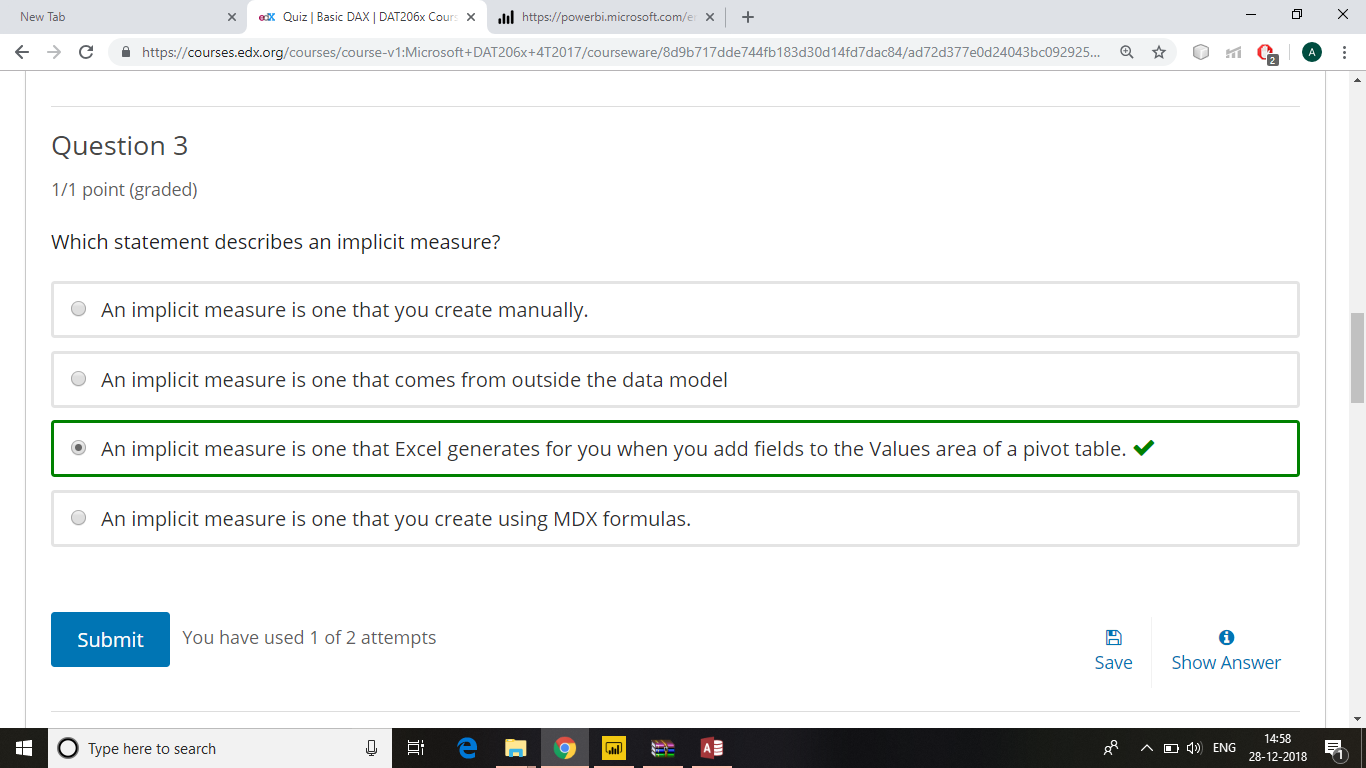 New Tab
edX Quiz | Basic DAX | DAT206x Cours
https://powerbi.microsoft.com/e
https://courses.edx.org/courses/course-v1:Microsoft+DAT206x+4T2017/courseware/8d9b717dde744fb183d30d14fd7dac84/ad72d377e0d24043bc092925...
2
A
Question 3
1/1 point (graded)
Which statement describes an implicit measure?
An implicit measure is one that you create manually.
An implicit measure is one that comes from outside the data model
An implicit measure is one that Excel generates for you when you add fields to the Values area of a pivot table.
An implicit measure is one that you create using MDX formulas.
Submit
You have used 1 of 2 attempts
Save
Show Answer
Type here to search
ENG
14:58
28-12-2018
1